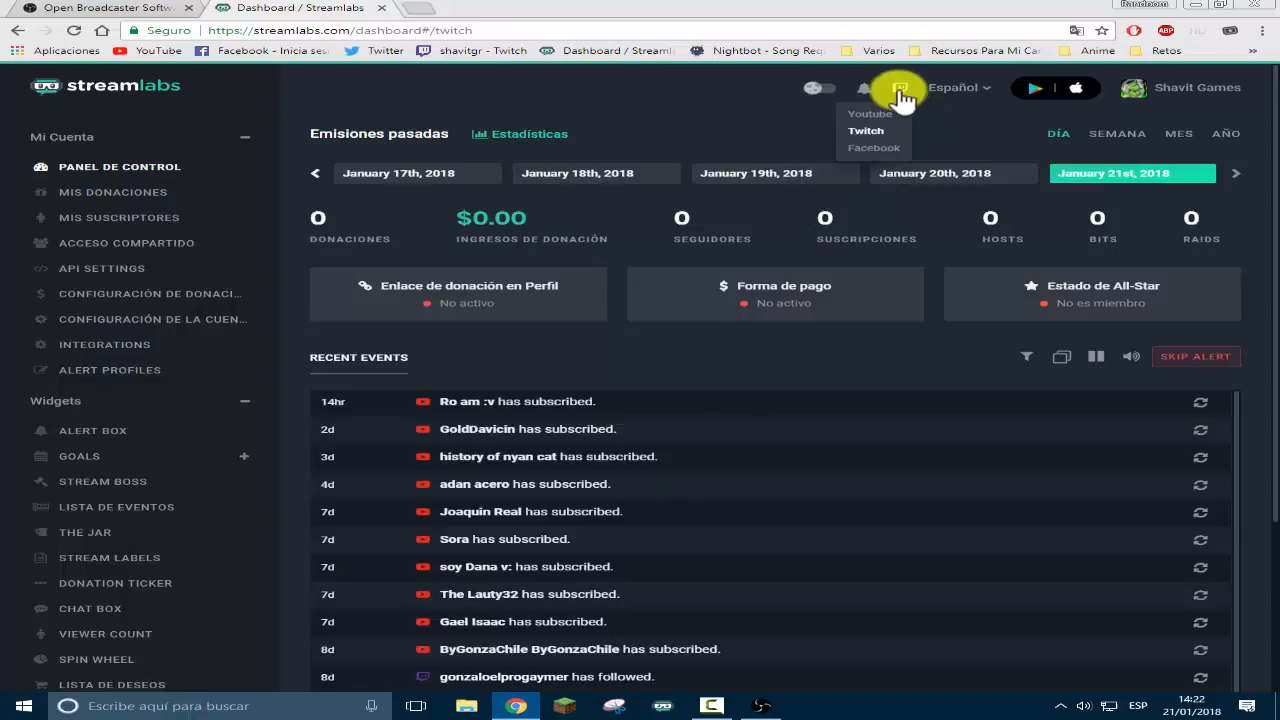 Open Broadcaster Softwar
Dashboard / Streamlabs
Randoom
Seguro
https://streamlabs.com/dashboard#/twitch
Aplicaciones
YouTube
Facebook - Inicia ses
Twitter
shavitgr - Twitch
Dashboard / Streamla
Nightbot - Song Re
Varios
Recursos Para Mi Car
Anime
Retos
streamlabs
Español
Shavit Games
Youtube
Twitch
Facebook
Mi Cuenta
PANEL DE CONTROL
MIS DONACIONES
MIS SUSCRIPTORES
ACCESO COMPARTIDO
API SETTINGS
CONFIGURACIÓN DE DONACI...
CONFIGURACIÓN DE LA CUEN...
INTEGRATIONS
ALERT PROFILES
Widgets
ALERT BOX
GOALS
STREAM BOSS
LISTA DE EVENTOS
THE JAR
STREAM LABELS
DONATION TICKER
CHAT BOX
VIEWER COUNT
SPIN WHEEL
LISTA DE DESEOS
Emisiones pasadas
Estadísticas
DÍA SEMANA MES AÑO
January 17th, 2018 January 18th, 2018 January 19th, 2018 January 20th, 2018 January 21st, 2018
0 $0.00 0 0 0 0 0
DONACIONES INGRESOS DE DONACIÓN SEGUIDORES SUSCRIPCIONES HOSTS BITS RAIDS
Enlace de donación en Perfil
No activo
Forma de pago
No activo
Estado de All-Star
No es miembro
RECENT EVENTS
SKIP ALERT
14hr Ro am :v has subscribed.
2d GoldDavicin has subscribed.
3d history of nyan cat has subscribed.
4d adan acero has subscribed.
7d Joaquin Real has subscribed.
7d Sora has subscribed.
7d soy Dana v: has subscribed.
7d The Lauty32 has subscribed.
7d Gael Isaac has subscribed.
8d ByGonzaChile ByGonzaChile has subscribed.
8d gonzaloelprogaymer has followed.
Escribe aquí para buscar
ESP
14:22
21/01/2018